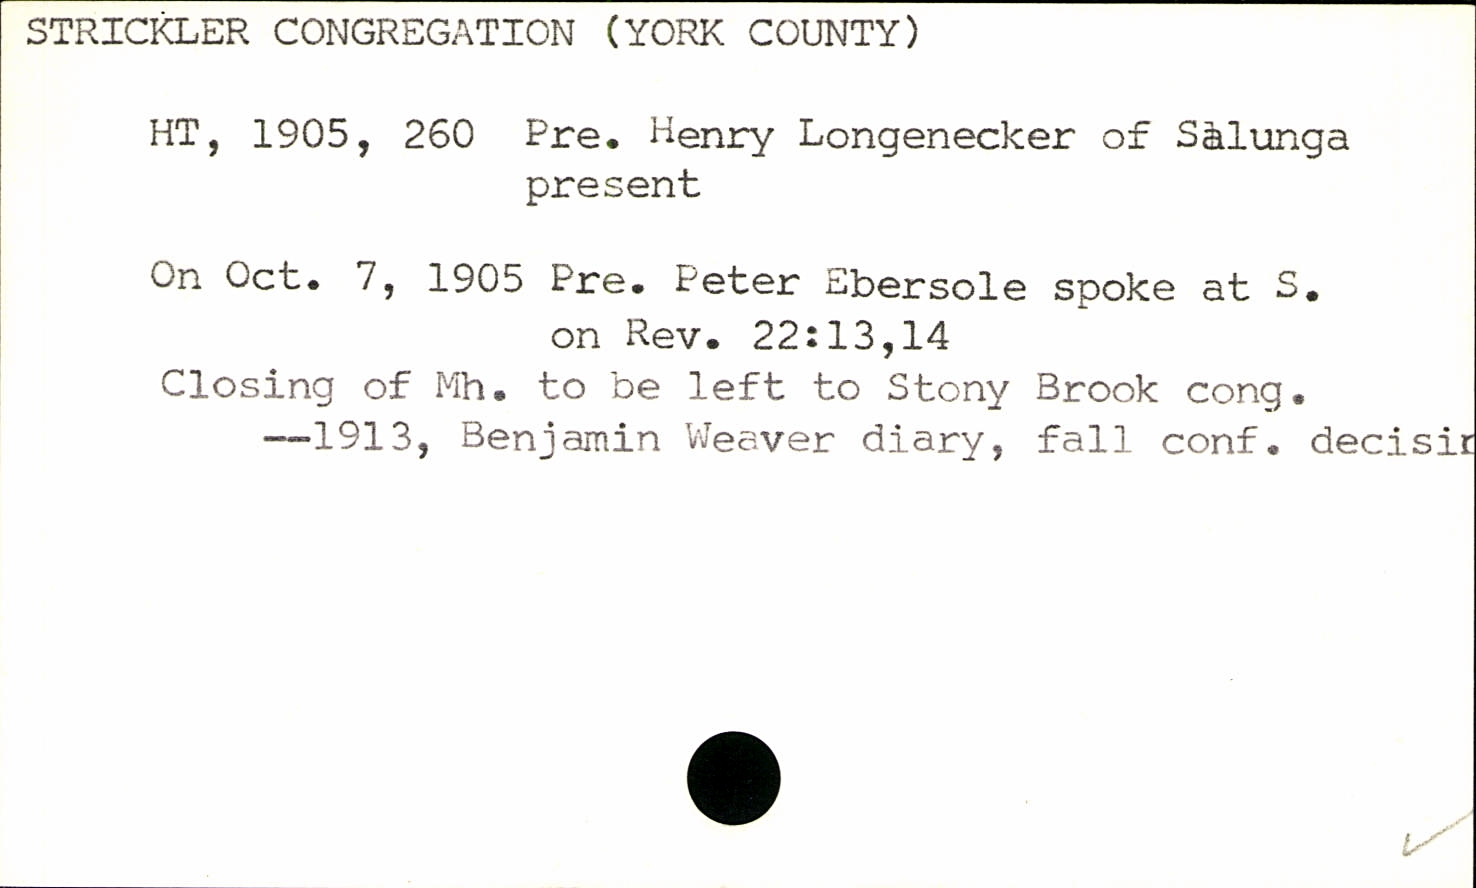 STRICKLER CONGREGATION (YORK COUNTY)
HT, 1905, 260 Pre. Henry Longenecker of Salunga
present
On Oct. 7, 1905 Pre. Peter Ebersole spoke at S.
on Rev. 22:13,14
Closing of Mh. to be left to Stony Brook cong.
--1913, Benjamin Weaver diary, fall conf. decisin